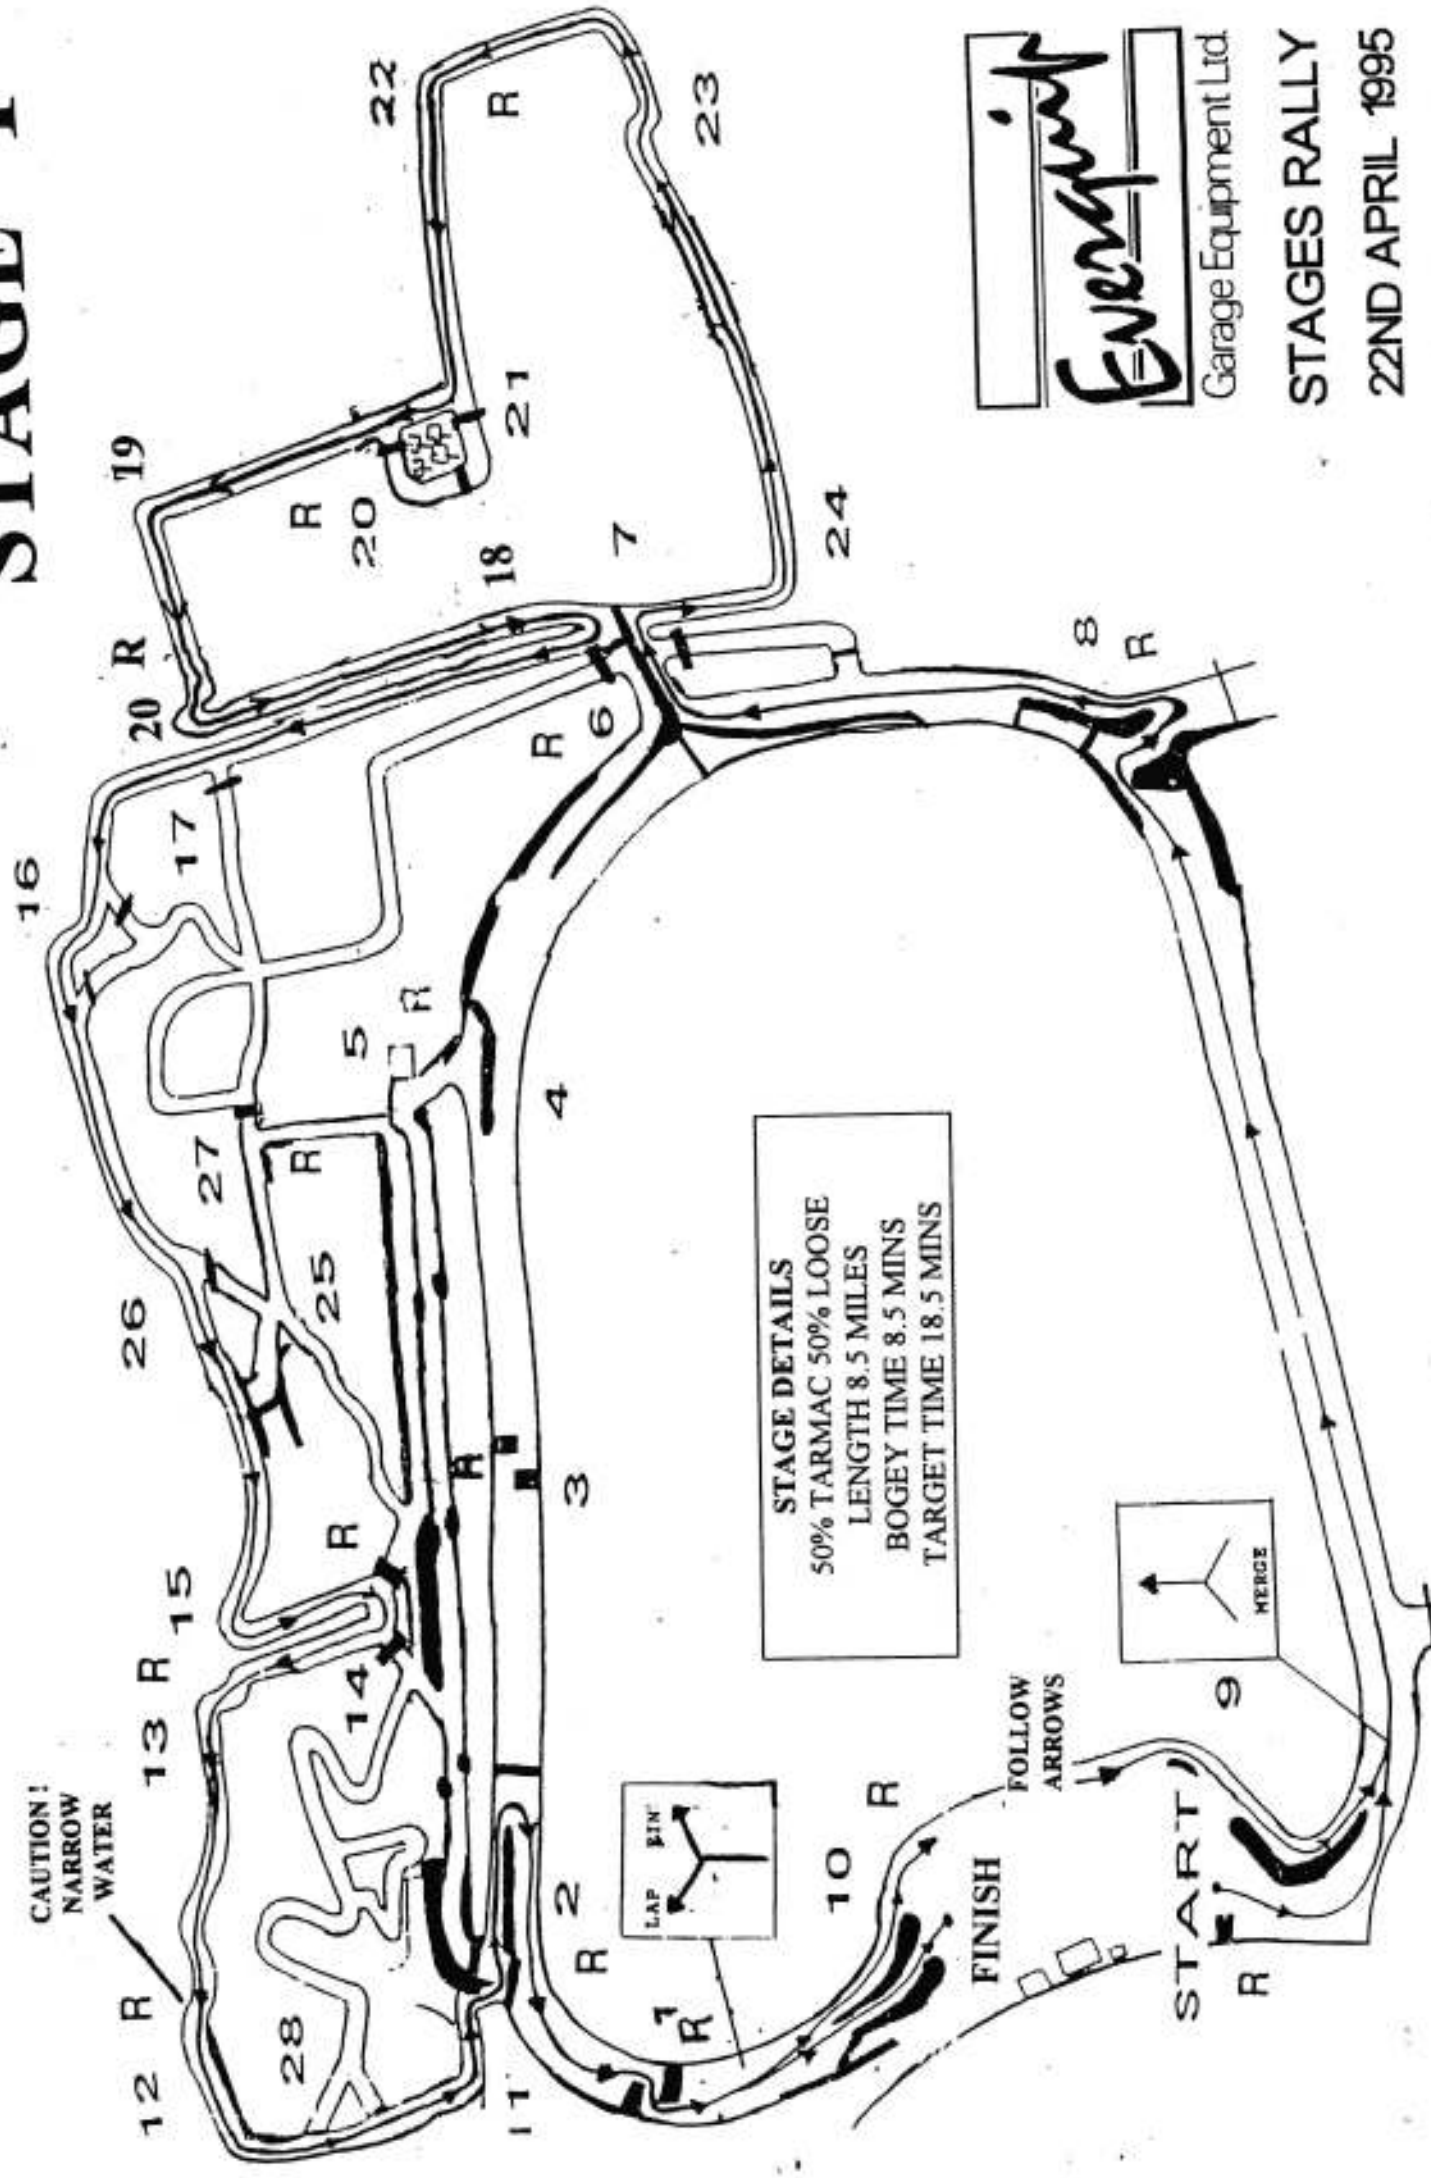 STAGE 1
CAUTION!
NARROW
WATER
12
R
13
R
15
26
16
20
R
19
22
28
14
R
25
R
27
17
R
20
R
21
18
23
5
R
R
6
7
11
2
R
3
R
4
24
8
R
1
R
LAP
BIN
10
R
FINISH
FOLLOW
ARROWS
START
R
9
MERGE
STAGE DETAILS
50% TARMAC 50% LOOSE
LENGTH 8.5 MILES
BOGEY TIME 8.5 MINS
TARGET TIME 18.5 MINS
Everquip
Garage Equipment Ltd.
STAGES RALLY
22ND APRIL 1995